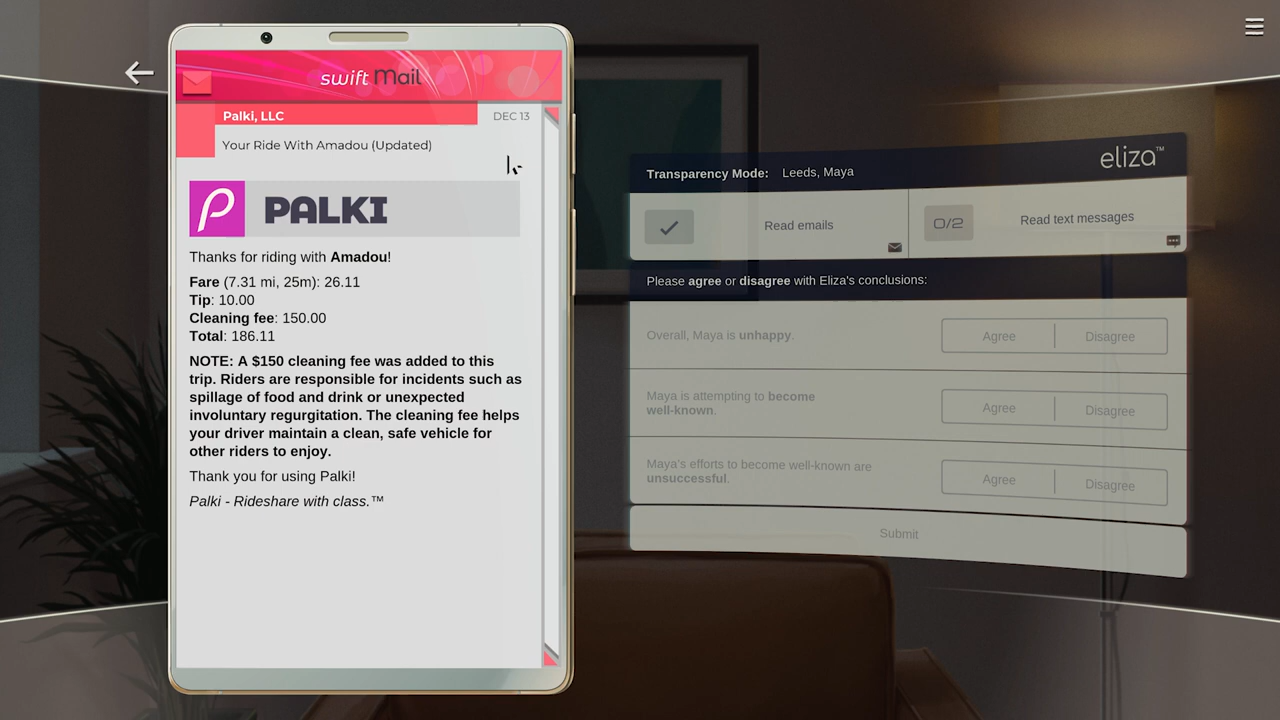 swift Mail
Palki, LLC
DEC 13
Your Ride With Amadou (Updated)
P PALKI
Thanks for riding with Amadou!
Fare (7.31 mi, 25m): 26.11
Tip: 10.00
Cleaning fee: 150.00
Total: 186.11
NOTE: A $150 cleaning fee was added to this
trip. Riders are responsible for incidents such as
spillage of food and drink or unexpected
involuntary regurgitation. The cleaning fee helps
your driver maintain a clean, safe vehicle for
other riders to enjoy.
Thank you for using Palki!
Palki - Rideshare with class.™
eliza™
Transparency Mode: Leeds, Maya
Read emails
0/2
Read text messages
Please agree or disagree with Eliza's conclusions:
Overall, Maya is unhappy.
Agree
Disagree
Maya is attempting to become
well-known.
Agree
Disagree
Maya's efforts to become well-known are
unsuccessful.
Agree
Disagree
Submit